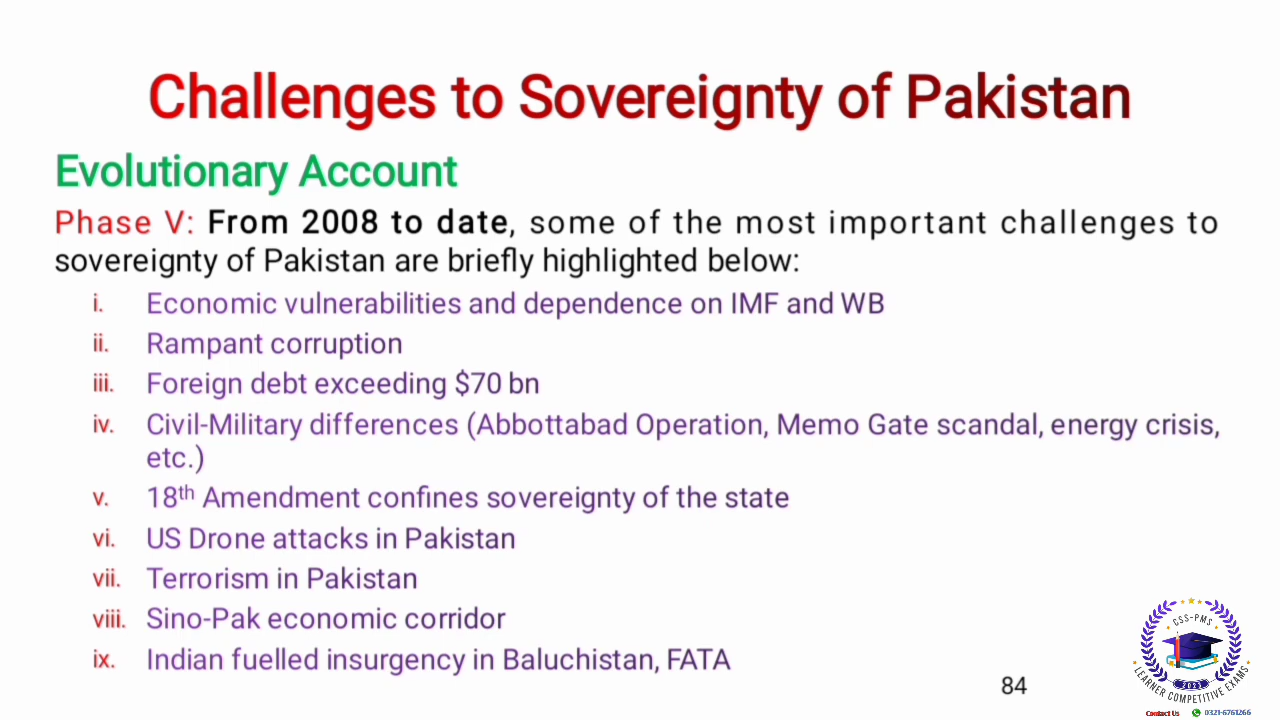 Challenges to Sovereignty of Pakistan
Evolutionary Account
Phase V: From 2008 to date, some of the most important challenges to
sovereignty of Pakistan are briefly highlighted below:
i. Economic vulnerabilities and dependence on IMF and WB
ii. Rampant corruption
iii. Foreign debt exceeding $70 bn
iv. Civil-Military differences (Abbottabad Operation, Memo Gate scandal, energy crisis,
etc.)
v. 18th Amendment confines sovereignty of the state
vi. US Drone attacks in Pakistan
vii. Terrorism in Pakistan
viii. Sino-Pak economic corridor
ix. Indian fuelled insurgency in Baluchistan, FATA
84
CSS-PMS
2023
LEARNER COMPETITIVE EXAMS
Contact Us 0321-6761266